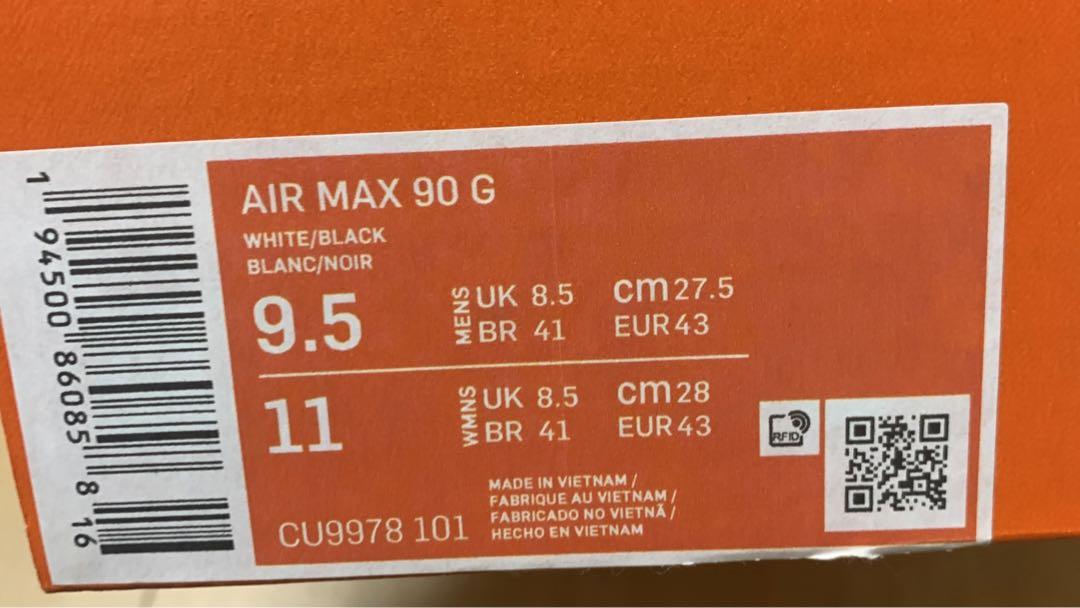 AIR MAX 90 G
WHITE/BLACK
BLANC/NOIR
9.5
MENS
UK 8.5 cm 27.5
BR 41 EUR 43
11
WMNS
UK 8.5 cm 28
BR 41 EUR 43
RFID
MADE IN VIETNAM /
FABRIQUE AU VIETNAM /
FABRICADO NO VIETNÃ /
HECHO EN VIETNAM
CU9978 101
1 94500 86085 8 16